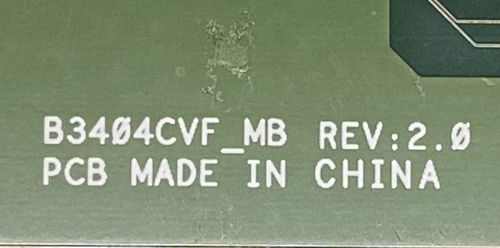 B3404CVF_MB REV:2.0
PCB MADE IN CHINA